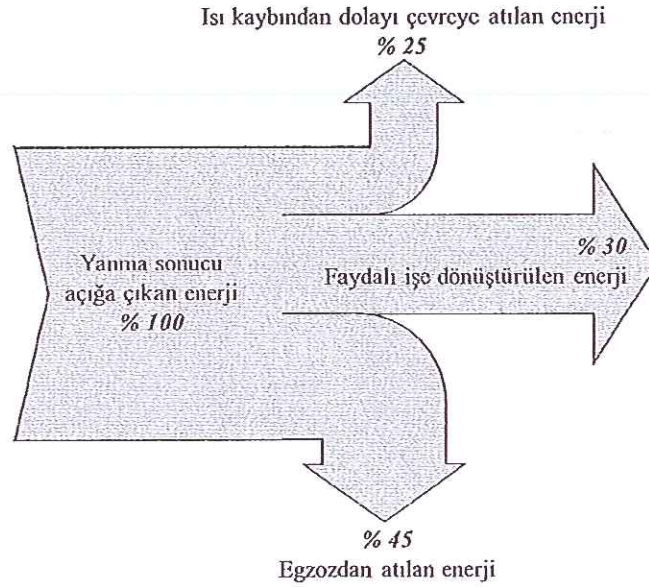 Isı kaybından dolayı çevreye atılan enerji
% 25
% 30
Faydalı işe dönüştürülen enerji
Yanma sonucu
açığa çıkan enerji
% 100
% 45
Egzozdan atılan enerji